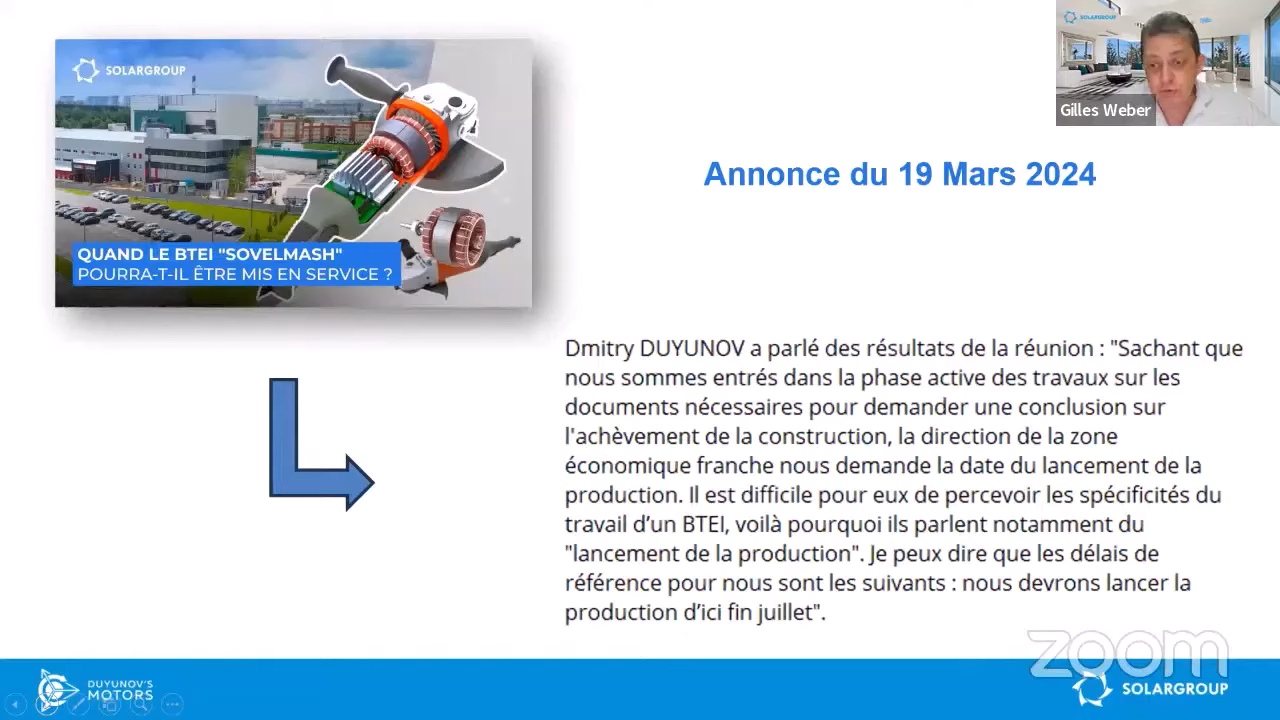 SOLARGROUP
QUAND LE BTEI "SOVELMASH"
POURRA-T-IL ÊTRE MIS EN SERVICE ?
SOLARGROUP
Gilles Weber
Annonce du 19 Mars 2024
Dmitry DUYUNOV a parlé des résultats de la réunion : "Sachant que
nous sommes entrés dans la phase active des travaux sur les
documents nécessaires pour demander une conclusion sur
l'achèvement de la construction, la direction de la zone
économique franche nous demande la date du lancement de la
production. Il est difficile pour eux de percevoir les spécificités du
travail d’un BTEI, voilà pourquoi ils parlent notamment du
"lancement de la production". Je peux dire que les délais de
référence pour nous sont les suivants : nous devrons lancer la
production d’ici fin juillet".
zoom
DUYUNOV'S
MOTORS
SOLARGROUP